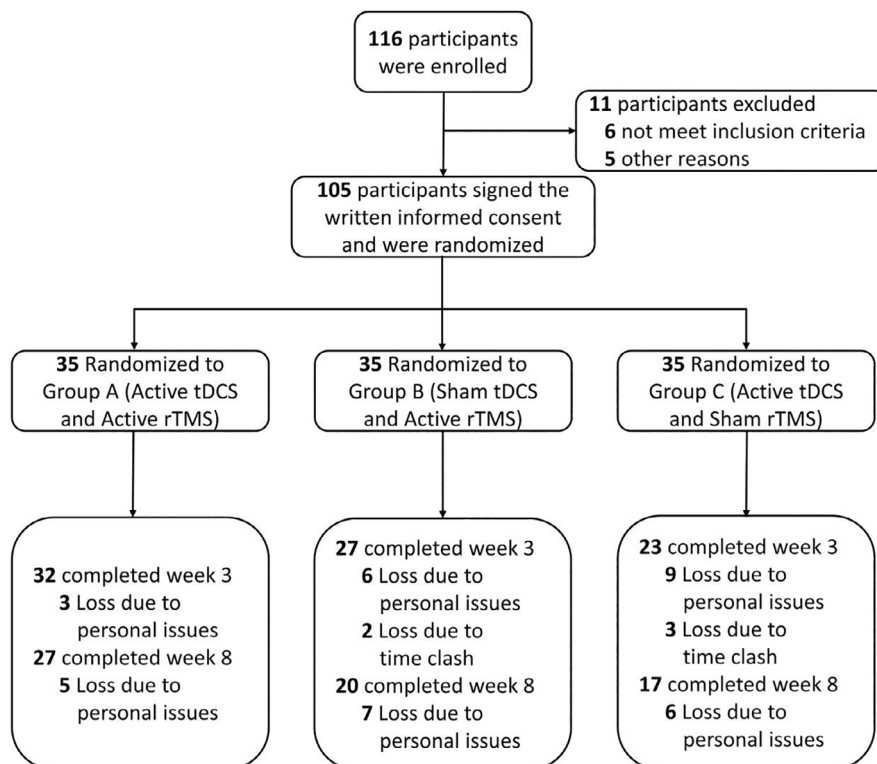 116 participants
were enrolled
11 participants excluded
6 not meet inclusion criteria
5 other reasons
105 participants signed the
written informed consent
and were randomized
35 Randomized to
Group A (Active tDCS
and Active rTMS)
35 Randomized to
Group B (Sham tDCS
and Active rTMS)
35 Randomized to
Group C (Active tDCS
and Sham rTMS)
32 completed week 3
3 Loss due to
personal issues
27 completed week 8
5 Loss due to
personal issues
27 completed week 3
6 Loss due to
personal issues
2 Loss due to
time clash
20 completed week 8
7 Loss due to
personal issues
23 completed week 3
9 Loss due to
personal issues
3 Loss due to
time clash
17 completed week 8
6 Loss due to
personal issues